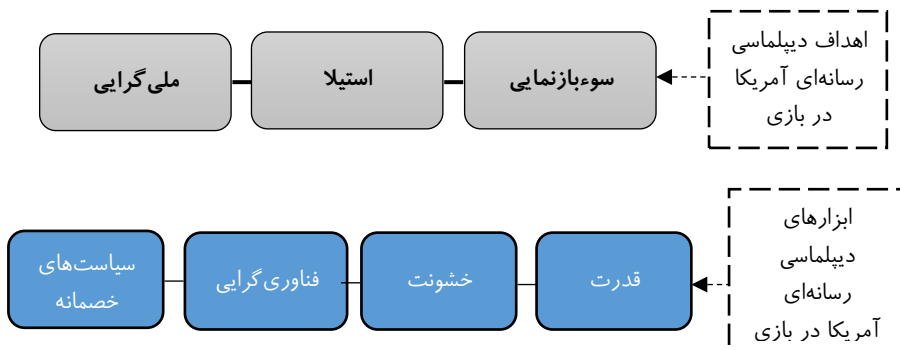 اهداف دیپلماسی
رسانه‌ای آمریکا
در بازی
سوءبازنمایی
استیلا
ملی‌گرایی
ابزارهای
دیپلماسی
رسانه‌ای
آمریکا در بازی
قدرت
خشونت
فناوری‌گرایی
سیاست‌های
خصمانه